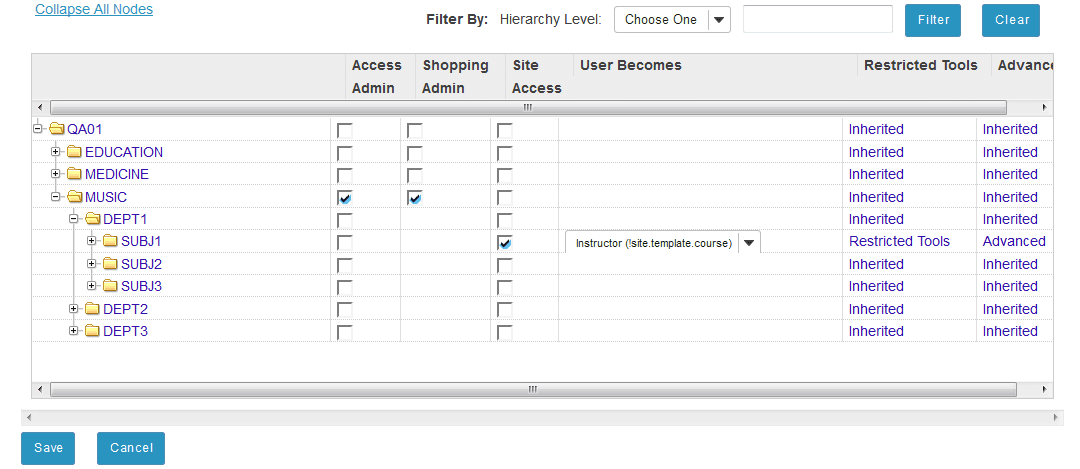 Collapse All Nodes
Filter By: Hierarchy Level: Choose One Filter Clear
Access Admin Shopping Admin Site Access User Becomes Restricted Tools Advanc
QA01 Inherited Inherited
EDUCATION Inherited Inherited
MEDICINE Inherited Inherited
MUSIC Inherited Inherited
DEPT1 Inherited Inherited
SUBJ1 Instructor (!site.template.course) Restricted Tools Advanced
SUBJ2 Inherited Inherited
SUBJ3 Inherited Inherited
DEPT2 Inherited Inherited
DEPT3 Inherited Inherited
Save Cancel